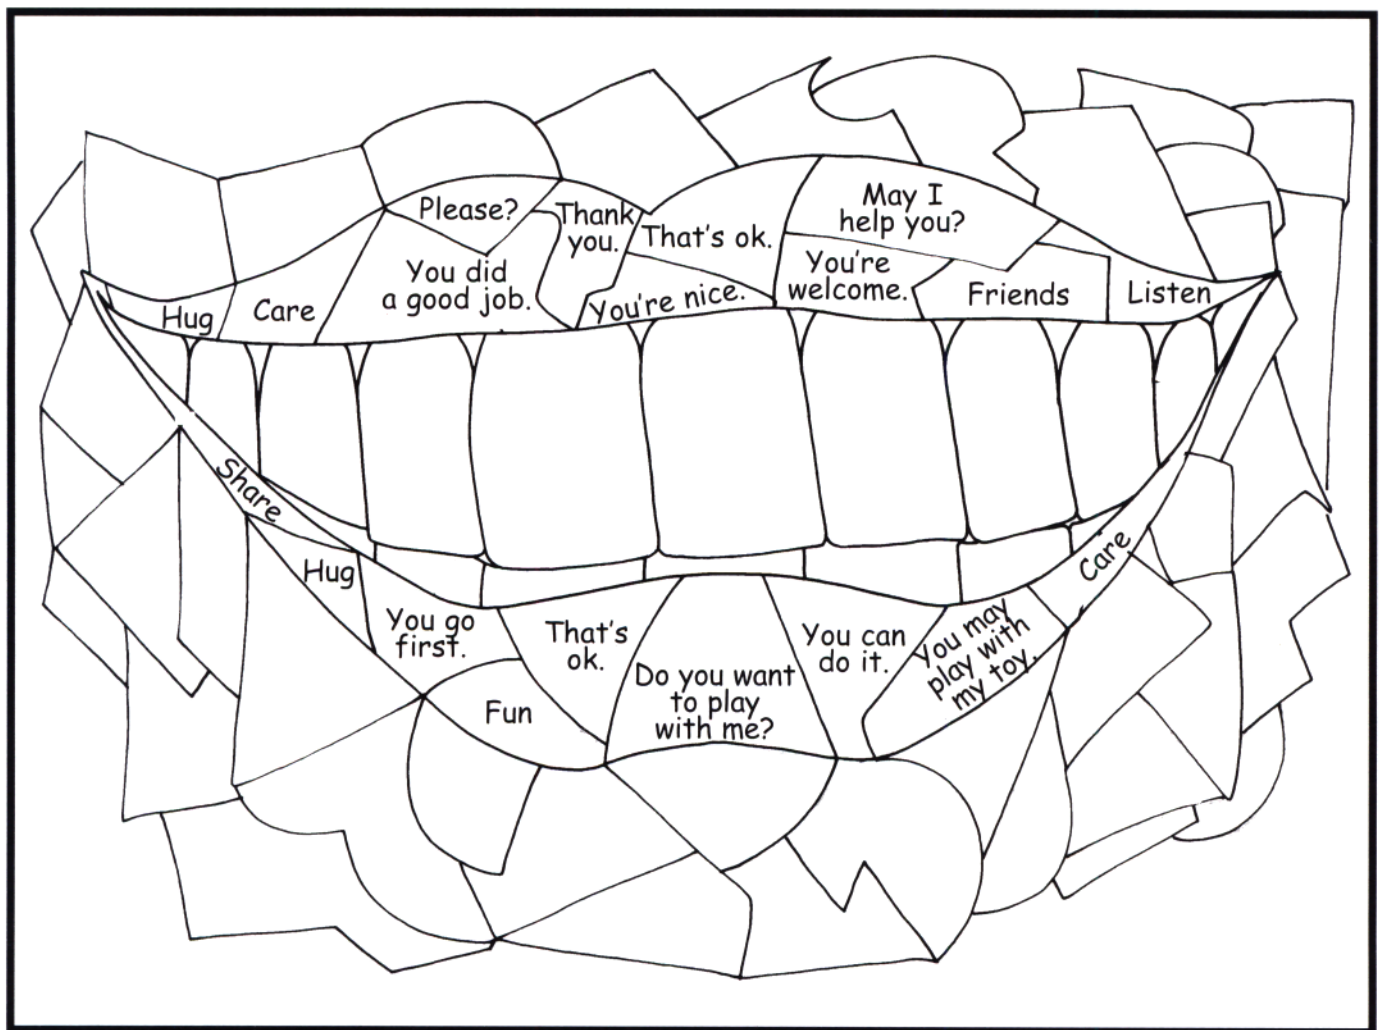 Please?
Thank
you.
That's ok.
May I
help you?
You did
a good job.
You're nice.
You're
welcome.
Hug
Care
Friends
Listen
Share
Hug
Care
You go
first.
That's
ok.
Do you want
to play
with me?
You can
do it.
You may
play with
my toy.
Fun